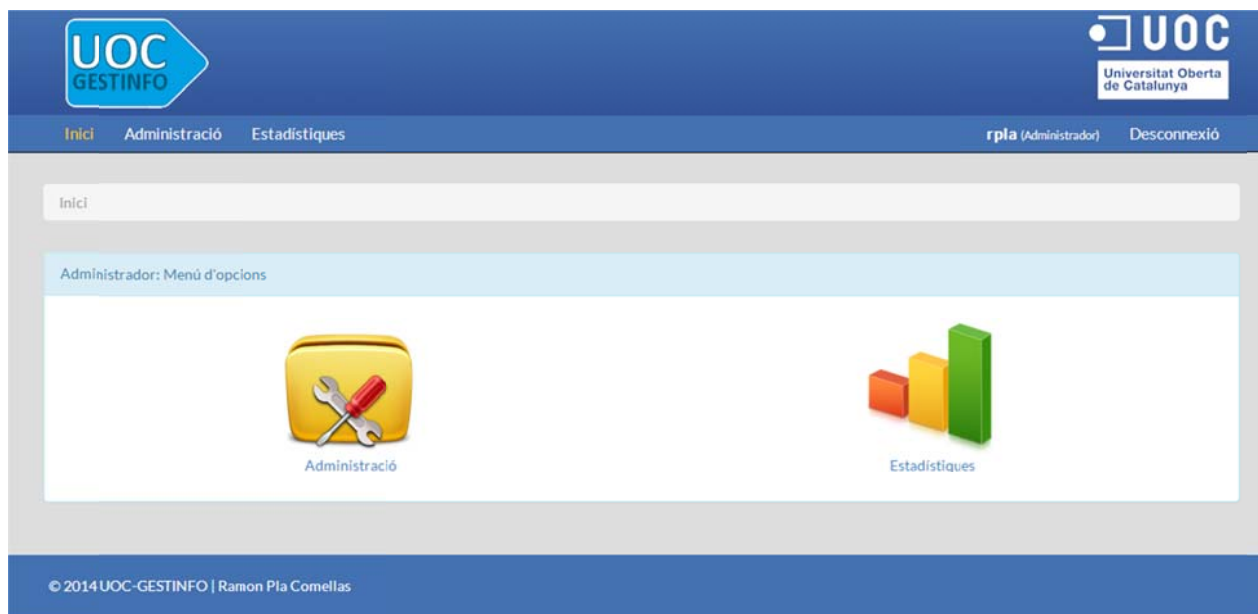 UOC
GESTINFO
UOC
Universitat Oberta
de Catalunya
Inici Administració Estadístiques rpla (Administrador) Desconnexió
Inici
Administrador: Menú d'opcions
Administració Estadístiques
© 2014 UOC-GESTINFO | Ramon Pla Comellas